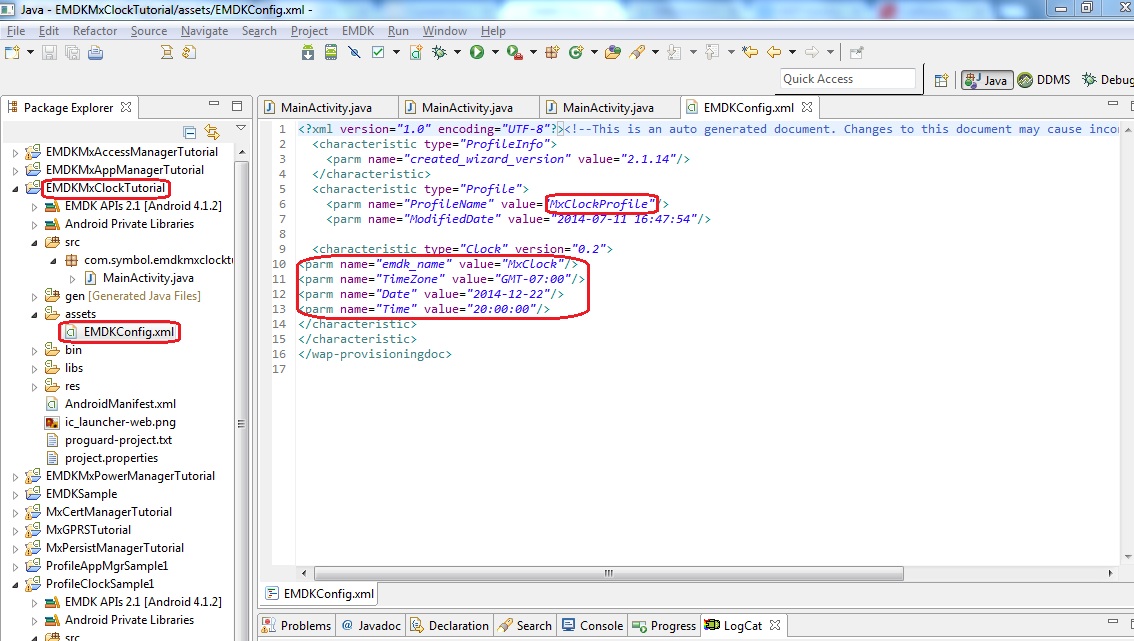 Java - EMDKMxClockTutorial/assets/EMDKConfig.xml -
File Edit Refactor Source Navigate Search Project EMDK Run Window Help
Quick Access
Java
DDMS
Debug
Package Explorer
EMDKMxAccessManagerTutorial
EMDKMxAppManagerTutorial
EMDKMxClockTutorial
EMDK APIs 2.1 [Android 4.1.2]
Android Private Libraries
src
com.symbol.emdkmxclockt
MainActivity.java
gen [Generated Java Files]
assets
EMDKConfig.xml
bin
libs
res
AndroidManifest.xml
ic_launcher-web.png
proguard-project.txt
project.properties
EMDKMxPowerManagerTutorial
EMDKSample
MxCertManagerTutorial
MxGPRSTutorial
MxPersistManagerTutorial
ProfileAppMgrSample1
ProfileClockSample1
EMDK APIs 2.1 [Android 4.1.2]
Android Private Libraries
src
MainActivity.java MainActivity.java MainActivity.java EMDKConfig.xml
1 <?xml version="1.0" encoding="UTF-8"?><!--This is an auto generated document. Changes to this document may cause incor
2 <characteristic type="ProfileInfo">
3 <parm name="created_wizard_version" value="2.1.14"/>
4 </characteristic>
5 <characteristic type="Profile">
6 <parm name="ProfileName" value="MxClockProfile"/>
7 <parm name="ModifiedDate" value="2014-07-11 16:47:54"/>
8
9 <characteristic type="Clock" version="0.2">
10 <parm name="emdk_name" value="MxClock"/>
11 <parm name="TimeZone" value="GMT-07:00"/>
12 <parm name="Date" value="2014-12-22"/>
13 <parm name="Time" value="20:00:00"/>
14 </characteristic>
15 </characteristic>
16 </wap-provisioningdoc>
17
EMDKConfig.xml
Problems @ Javadoc Declaration Search Console Progress LogCat